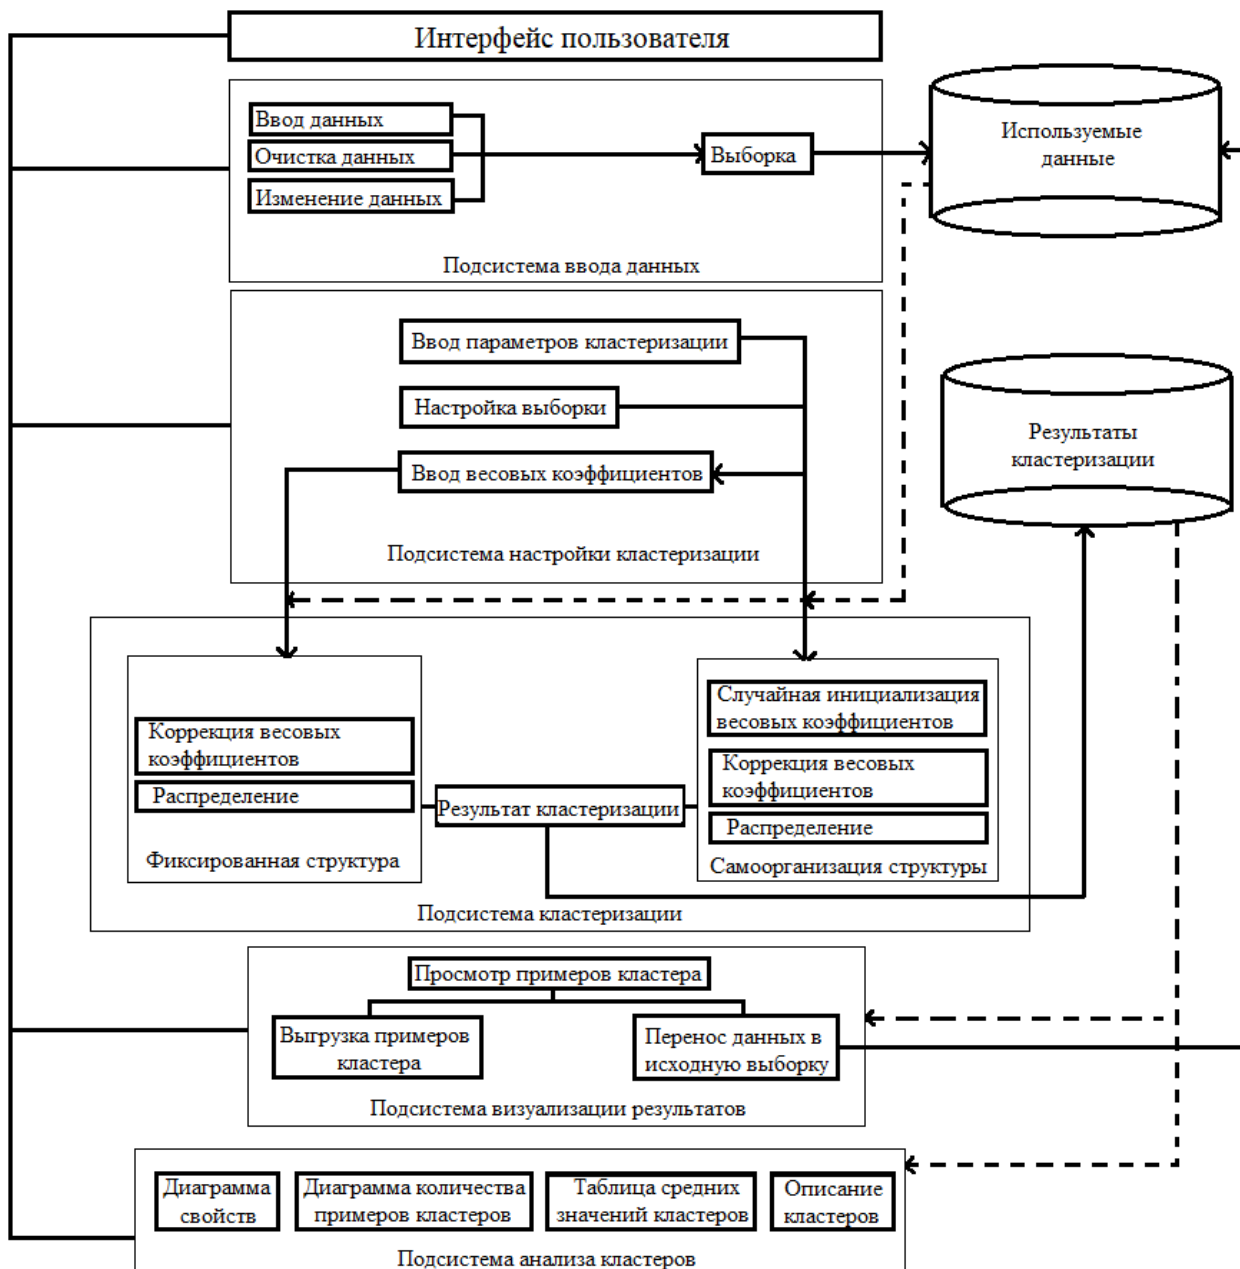 Интерфейс пользователя
Ввод данных
Очистка данных
Изменение данных
Выборка
Используемые
данные
Подсистема ввода данных
Ввод параметров кластеризации
Настройка выборки
Ввод весовых коэффициентов
Результаты
кластеризации
Подсистема настройки кластеризации
Коррекция весовых
коэффициентов
Распределение
Фиксированная структура
Результат кластеризации
Случайная инициализация
весовых коэффициентов
Коррекция весовых
коэффициентов
Распределение
Самоорганизация структуры
Подсистема кластеризации
Просмотр примеров кластера
Выгрузка примеров
кластера
Перенос данных в
исходную выборку
Подсистема визуализации результатов
Диаграмма
свойств
Диаграмма количества
примеров кластеров
Таблица средних
значений кластеров
Описание
кластеров
Подсистема анализа кластеров